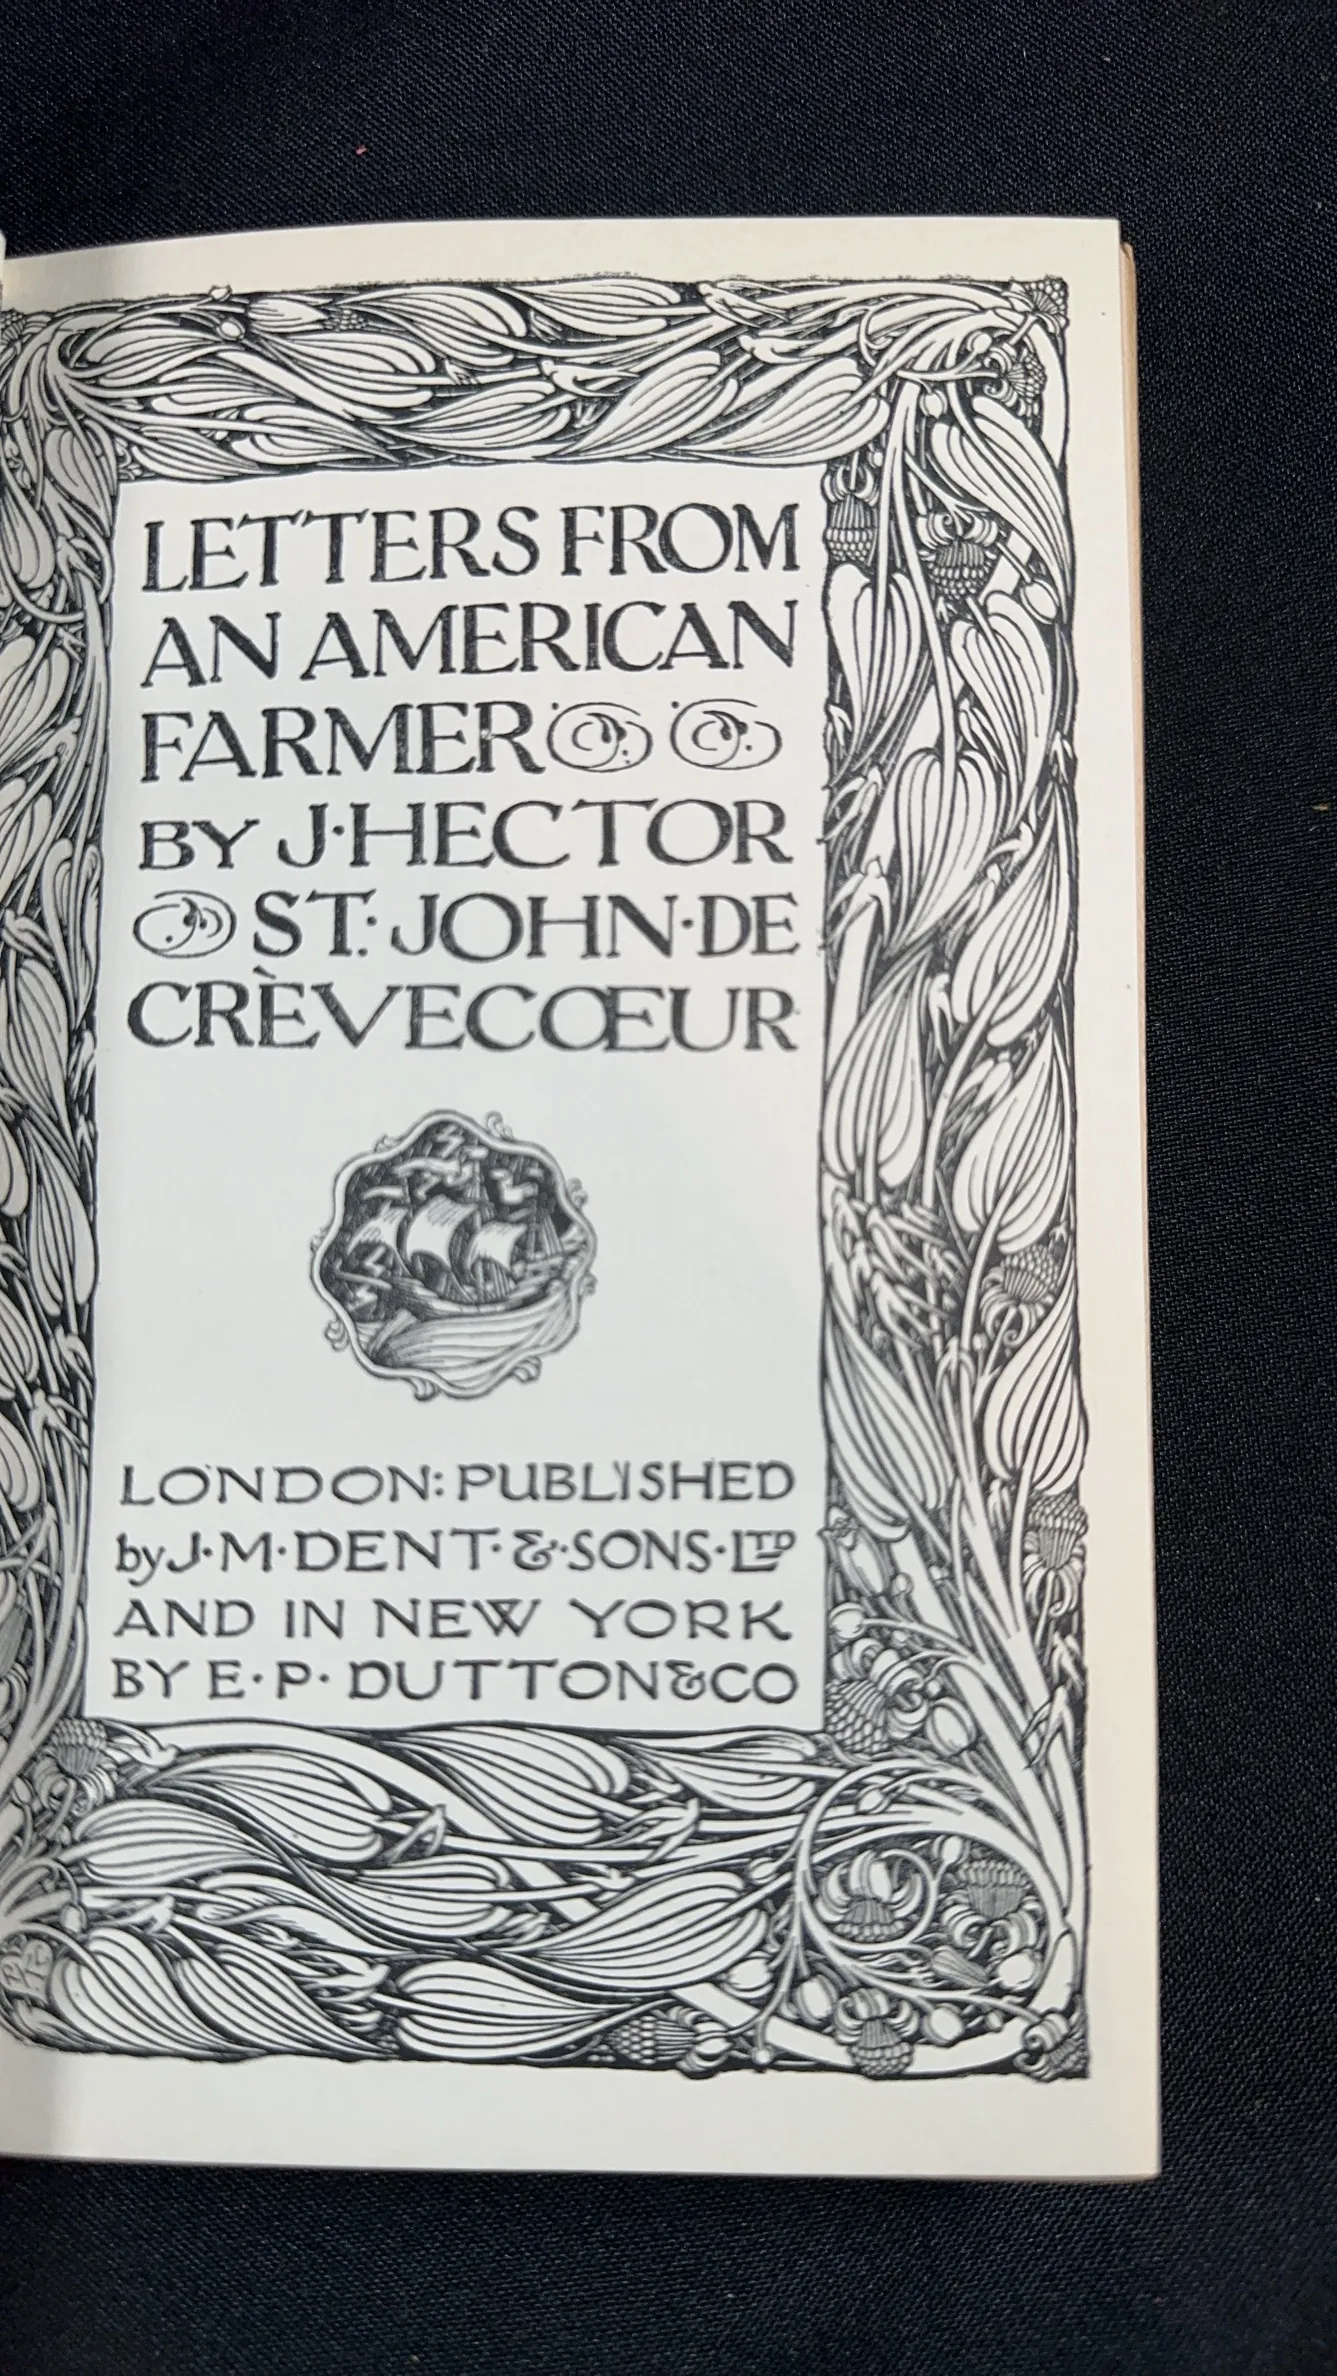 LETTERS FROM
AN AMERICAN
FARMER
BY J·HECTOR
ST· JOHN·DE
CRÈVECŒUR
LONDON: PUBLISHED
by J·M·DENT·&·SONS·LTD
AND IN NEW YORK
BY E·P·DUTTON&CO